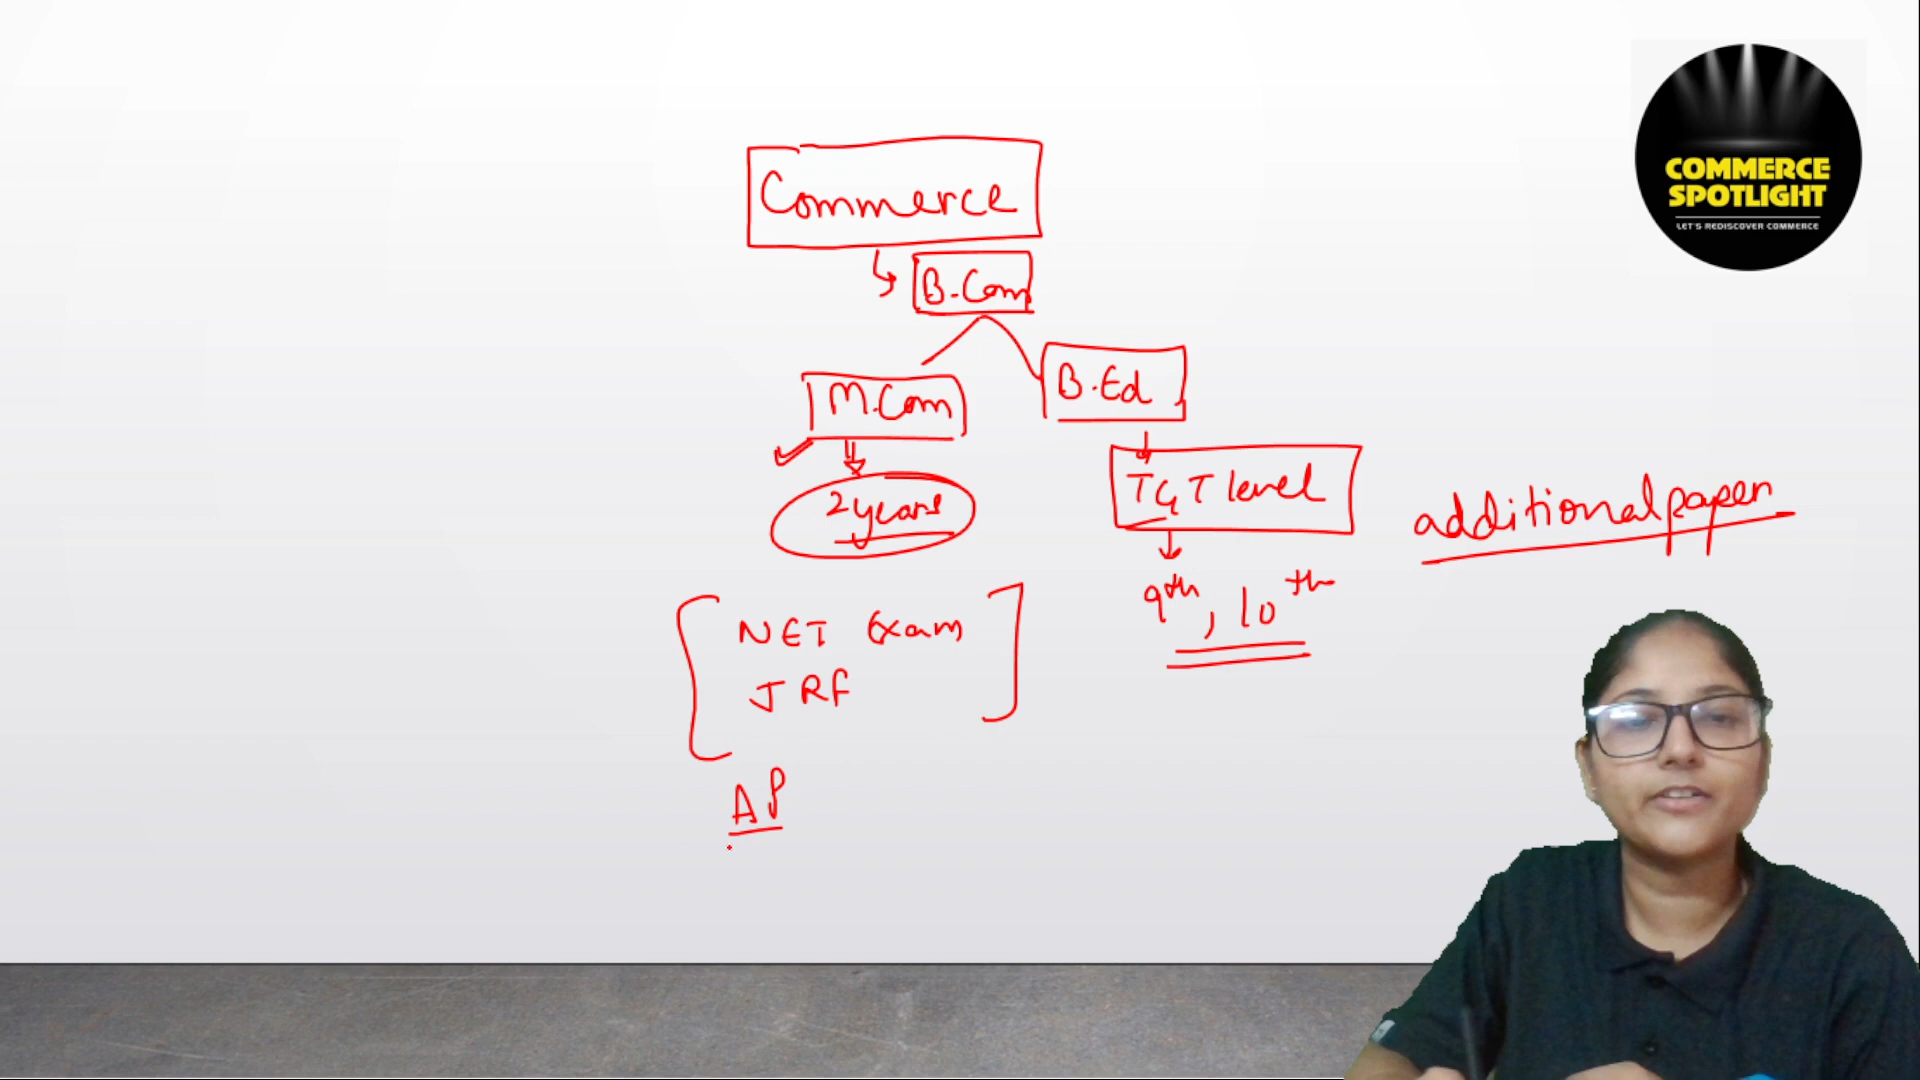 Commerce
B.Com
M.Com
B.Ed
2 years
TGT level
additional paper
9th, 10th
NET Exam
JRF
AP
COMMERCE
SPOTLIGHT
LET'S REDISCOVER COMMERCE